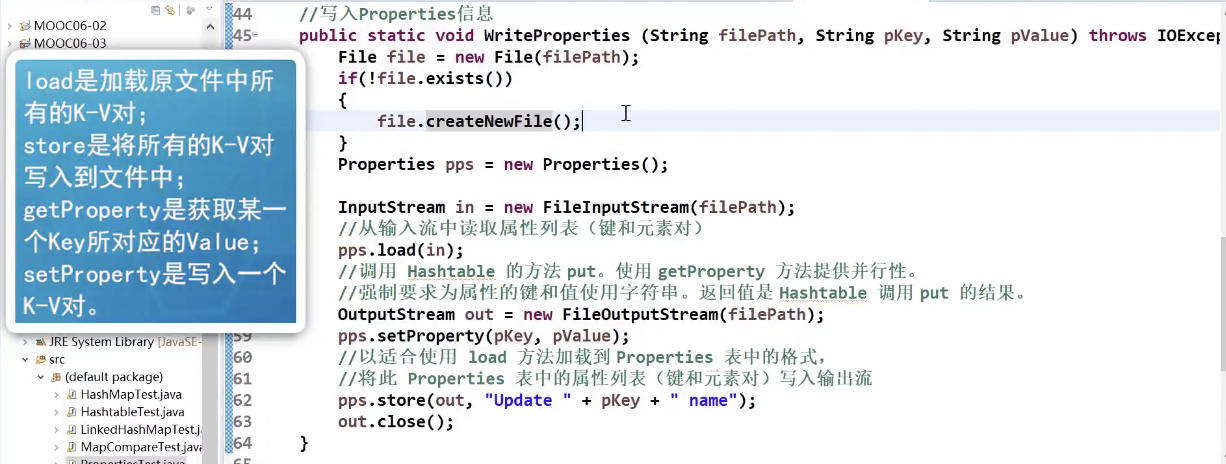 MOOC06-02
MOOC06-03
load是加载原文件中所
有的K-V对；
store是将所有的K-V对
写入到文件中；
getProperty是获取某一
个Key所对应的Value；
setProperty是写入一个
K-V对。
JRE System Library [JavaSE-
src
(default package)
HashMapTest.java
HashtableTest.java
LinkedHashMapTest.j
MapCompareTest.java
PropertiesTest.java
44 //写入Properties信息
45 public static void WriteProperties (String filePath, String pKey, String pValue) throws IOExcep
File file = new File(filePath);
if(!file.exists())
{
file.createNewFile();
}
Properties pps = new Properties();
InputStream in = new FileInputStream(filePath);
//从输入流中读取属性列表（键和元素对）
pps.load(in);
//调用 Hashtable 的方法 put。使用 getProperty 方法提供并行性。
//强制要求为属性的键和值使用字符串。返回值是 Hashtable 调用 put 的结果。
OutputStream out = new FileOutputStream(filePath);
59 pps.setProperty(pKey, pValue);
60 //以适合使用 load 方法加载到 Properties 表中的格式，
61 //将此 Properties 表中的属性列表（键和元素对）写入输出流
62 pps.store(out, "Update " + pKey + " name");
63 out.close();
64 }
65